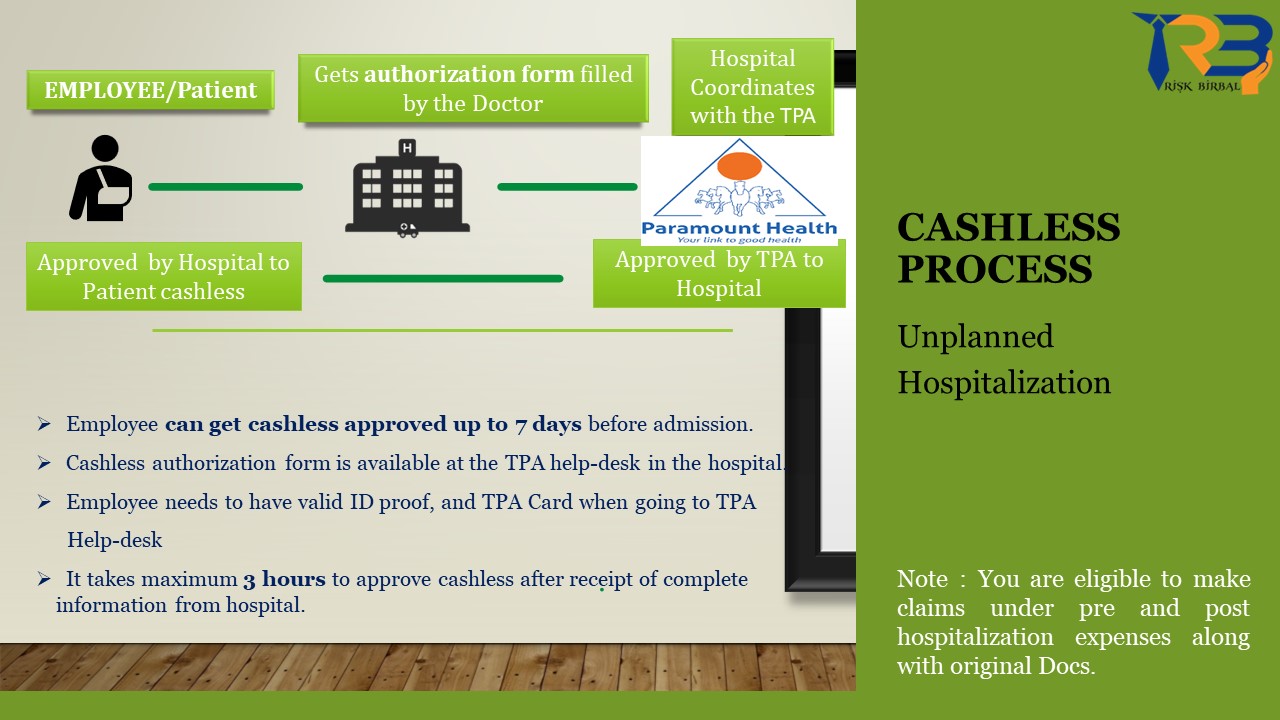 EMPLOYEE/Patient
Gets authorization form filled
by the Doctor
Hospital
Coordinates
with the TPA
H
Paramount Health
Your link to good health
Approved by Hospital to
Patient cashless
Approved by TPA to
Hospital
Employee can get cashless approved up to 7 days before admission.
Cashless authorization form is available at the TPA help-desk in the hospital.
Employee needs to have valid ID proof, and TPA Card when going to TPA
Help-desk
It takes maximum 3 hours to approve cashless after receipt of complete
information from hospital.
RB
RISK BIRBAL
CASHLESS
PROCESS
Unplanned
Hospitalization
Note : You are eligible to make
claims under pre and post
hospitalization expenses along
with original Docs.